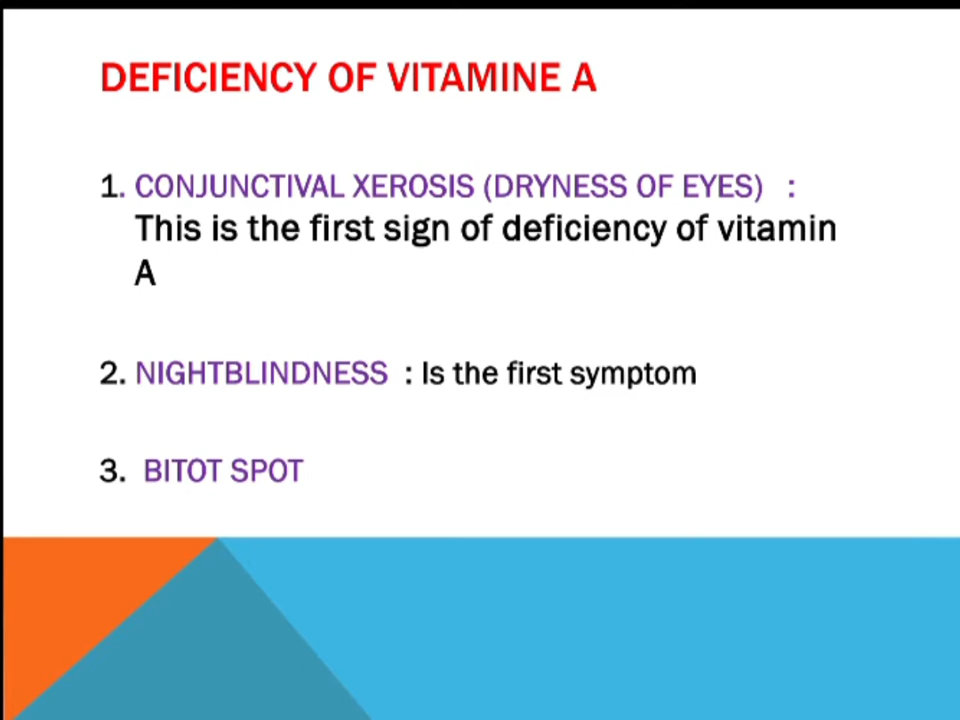 DEFICIENCY OF VITAMINE A
1. CONJUNCTIVAL XEROSIS (DRYNESS OF EYES) :
This is the first sign of deficiency of vitamin
A
2. NIGHTBLINDNESS : Is the first symptom
3. BITOT SPOT